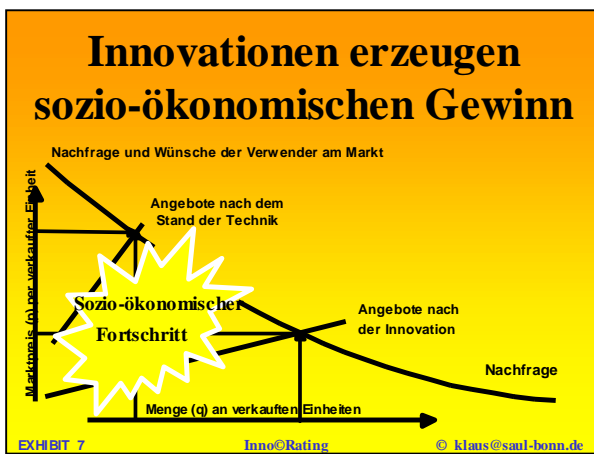 Innovationen erzeugen
sozio-ökonomischen Gewinn
Nachfrage und Wünsche der Verwender am Markt
Marktpreis (p) per verkaufter Einheit
Angebote nach dem
Stand der Technik
Sozio-ökonomischer
Fortschritt
Angebote nach
der Innovation
Nachfrage
Menge (q) an verkauften Einheiten
EXHIBIT 7
Inno©Rating
© klaus@saul-bonn.de